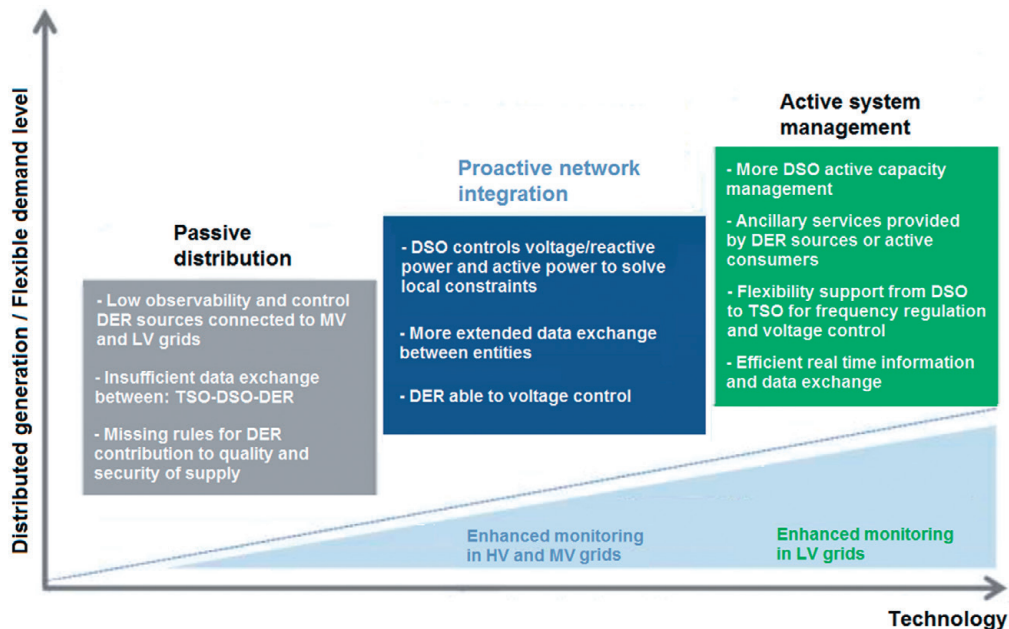 Distributed generation / Flexible demand level
Passive
distribution
- Low observability and control
DER sources connected to MV
and LV grids
- Insufficient data exchange
between: TSO-DSO-DER
- Missing rules for DER
contribution to quality and
security of supply
Proactive network
integration
- DSO controls voltage/reactive
power and active power to solve
local constraints
- More extended data exchange
between entities
- DER able to voltage control
Active system
management
- More DSO active capacity
management
- Ancillary services provided
by DER sources or active
consumers
- Flexibility support from DSO
to TSO for frequency regulation
and voltage control
- Efficient real time information
and data exchange
Enhanced monitoring
in HV and MV grids
Enhanced monitoring
in LV grids
Technology